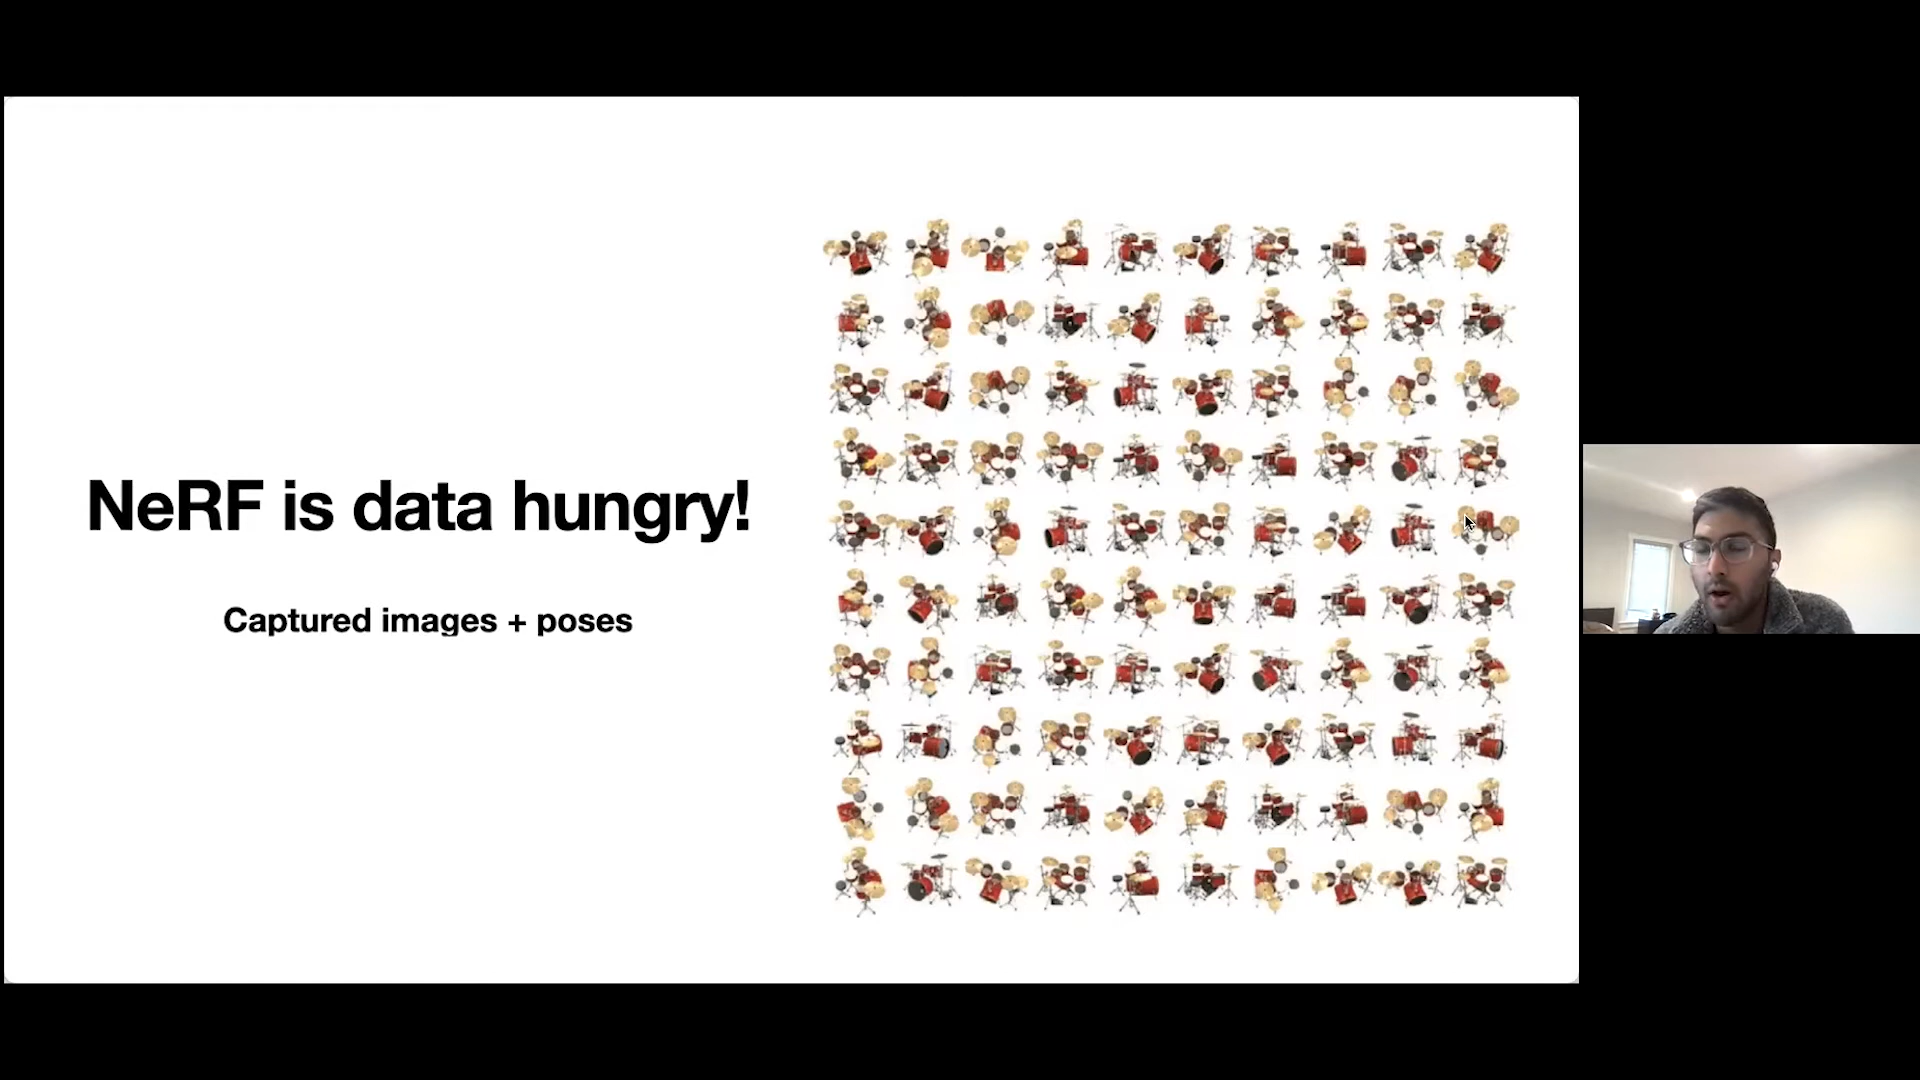 NeRF is data hungry!
Captured images + poses